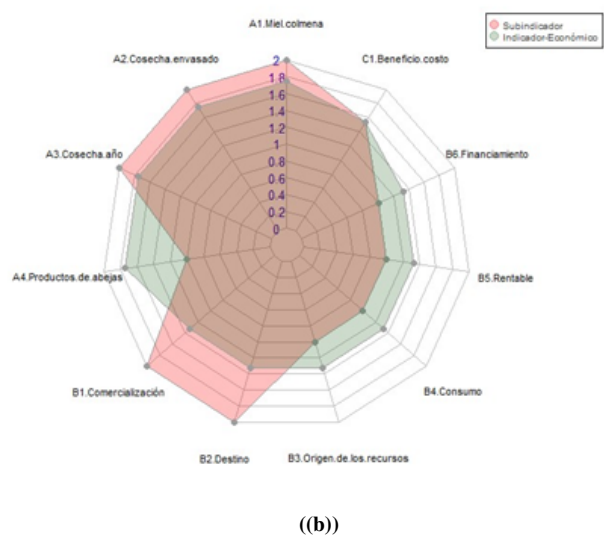 A1.Miel.colmena
Subindicador
Indicador-Económico
A2.Cosecha.envasado
C1.Beneficio.costo
2
1.8
1.6
1.4
1.2
1
0.8
0.6
0.4
0.2
0
A3.Cosecha.año
B6.Financiamiento
A4.Productos.de.abejas
B5.Rentable
B1.Comercialización
B4.Consumo
B2.Destino
B3.Origen.de.los.recursos
((b))